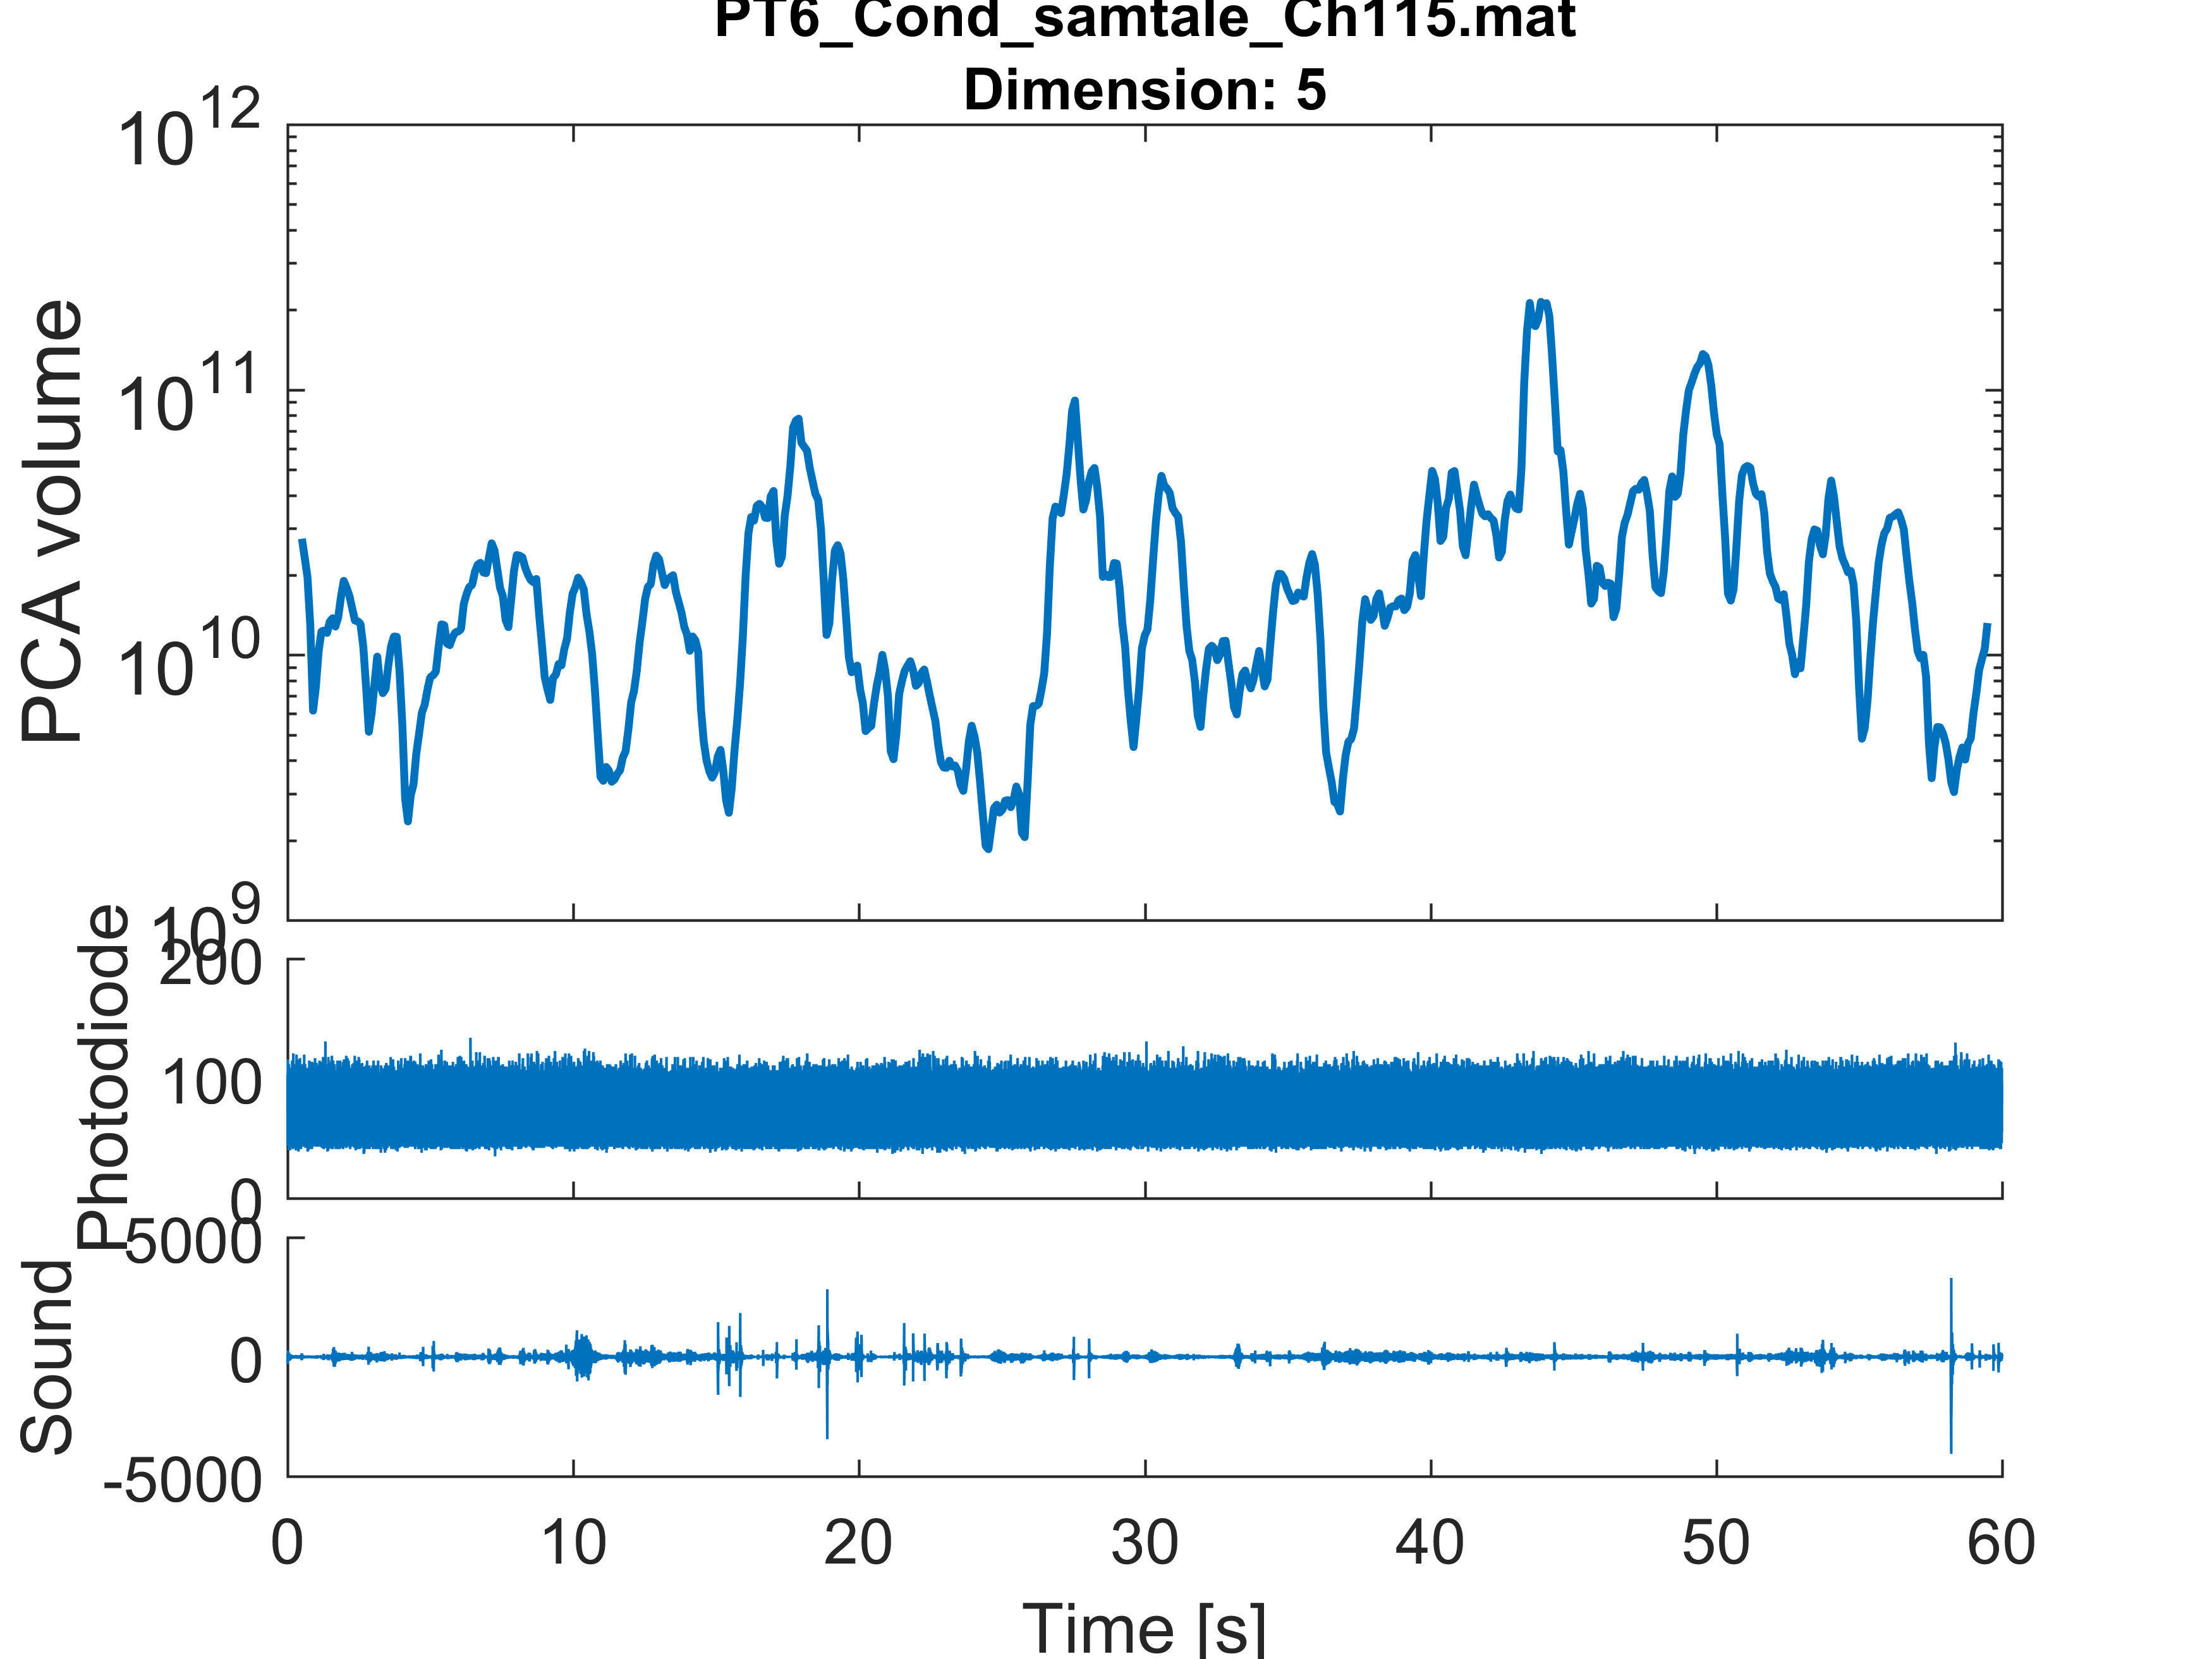 PT6_Cond_samtale_Ch115.mat
Dimension: 5
PCA volume
10^12
10^11
10^10
10^9
Photodiode
200
100
0
Sound
5000
0
-5000
0 10 20 30 40 50 60
Time [s]